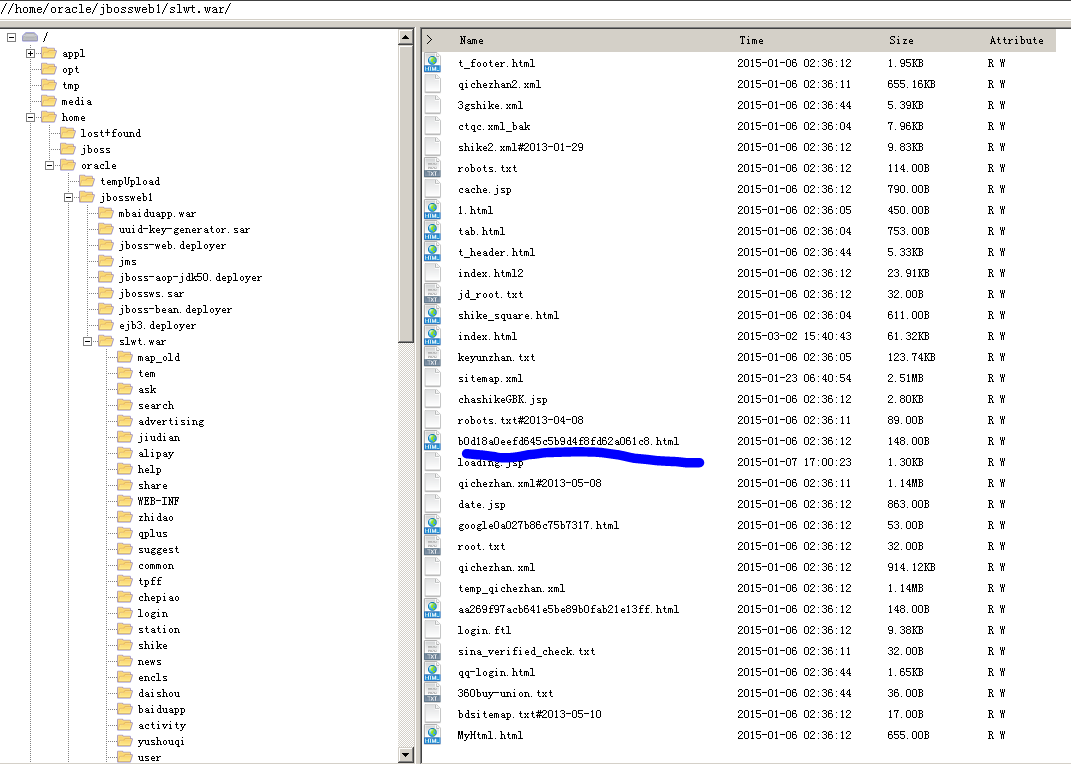 //home/oracle/jbossweb1/slwt.war/
/
appl
opt
tmp
media
home
lost+found
jboss
oracle
tempUpload
jbossweb1
mbaiduapp.war
uuid-key-generator.sar
jboss-web.deployer
jms
jboss-aop-jdk50.deployer
jbossws.sar
jboss-bean.deployer
ejb3.deployer
slwt.war
map_old
tem
ask
search
advertising
jiudian
alipay
help
share
WEB-INF
zhidao
qplus
suggest
common
tpff
chepiao
login
station
shike
news
encls
daishou
baiduapp
activity
yushouqi
user
Name Time Size Attribute
t_footer.html 2015-01-06 02:36:12 1.95KB R W
qichezhan2.xml 2015-01-06 02:36:11 655.16KB R W
3gshike.xml 2015-01-06 02:36:44 5.39KB R W
ctqc.xml_bak 2015-01-06 02:36:04 7.96KB R W
shike2.xml#2013-01-29 2015-01-06 02:36:12 9.83KB R W
robots.txt 2015-01-06 02:36:12 114.00B R W
cache.jsp 2015-01-06 02:36:12 790.00B R W
1.html 2015-01-06 02:36:05 450.00B R W
tab.html 2015-01-06 02:36:04 753.00B R W
t_header.html 2015-01-06 02:36:44 5.33KB R W
index.html2 2015-01-06 02:36:12 23.91KB R W
jd_root.txt 2015-01-06 02:36:12 32.00B R W
shike_square.html 2015-01-06 02:36:04 611.00B R W
index.html 2015-03-02 15:40:43 61.32KB R W
keyunzhan.txt 2015-01-06 02:36:05 123.74KB R W
sitemap.xml 2015-01-23 06:40:54 2.51MB R W
chashikeGBK.jsp 2015-01-06 02:36:12 2.80KB R W
robots.txt#2013-04-08 2015-01-06 02:36:11 89.00B R W
b0d18a0eefd645c5b9d4f8fd62a061c8.html 2015-01-06 02:36:12 148.00B R W
loading.jsp 2015-01-07 17:00:23 1.30KB R W
qichezhan.xml#2013-05-08 2015-01-06 02:36:11 1.14MB R W
date.jsp 2015-01-06 02:36:12 863.00B R W
google0a027b86c75b7317.html 2015-01-06 02:36:12 53.00B R W
root.txt 2015-01-06 02:36:12 32.00B R W
qichezhan.xml 2015-01-06 02:36:12 914.12KB R W
temp_qichezhan.xml 2015-01-06 02:36:12 1.14MB R W
aa269f97acb641e5be89b0fab21e13ff.html 2015-01-06 02:36:12 148.00B R W
login.ftl 2015-01-06 02:36:12 9.38KB R W
sina_verified_check.txt 2015-01-06 02:36:11 32.00B R W
qq-login.html 2015-01-06 02:36:44 1.65KB R W
360buy-union.txt 2015-01-06 02:36:44 36.00B R W
bdsitemap.txt#2013-05-10 2015-01-06 02:36:12 17.00B R W
MyHtml.html 2015-01-06 02:36:12 655.00B R W